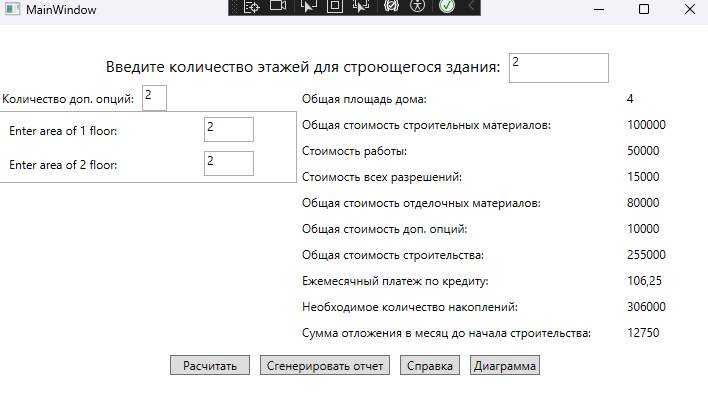 MainWindow
Введите количество этажей для строющегося здания: 2
Количество доп. опций: 2
Enter area of 1 floor: 2
Enter area of 2 floor: 2
Общая площадь дома: 4
Общая стоимость строительных материалов: 100000
Стоимость работы: 50000
Стоимость всех разрешений: 15000
Общая стоимость отделочных материалов: 80000
Общая стоимость доп. опций: 10000
Общая стоимость строительства: 255000
Ежемесячный платеж по кредиту: 106,25
Необходимое количество накоплений: 306000
Сумма отложения в месяц до начала строительства: 12750
Расчитать Сгенерировать отчет Справка Диаграмма